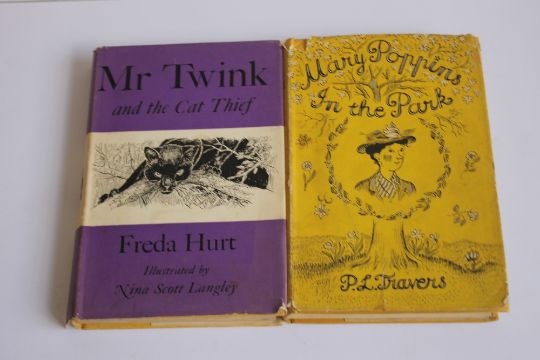 Mr Twink
and the Cat Thief
Freda Hurt
Illustrated by
Nina Scott Langley
Mary Poppins
In the Park
P.L. Travers